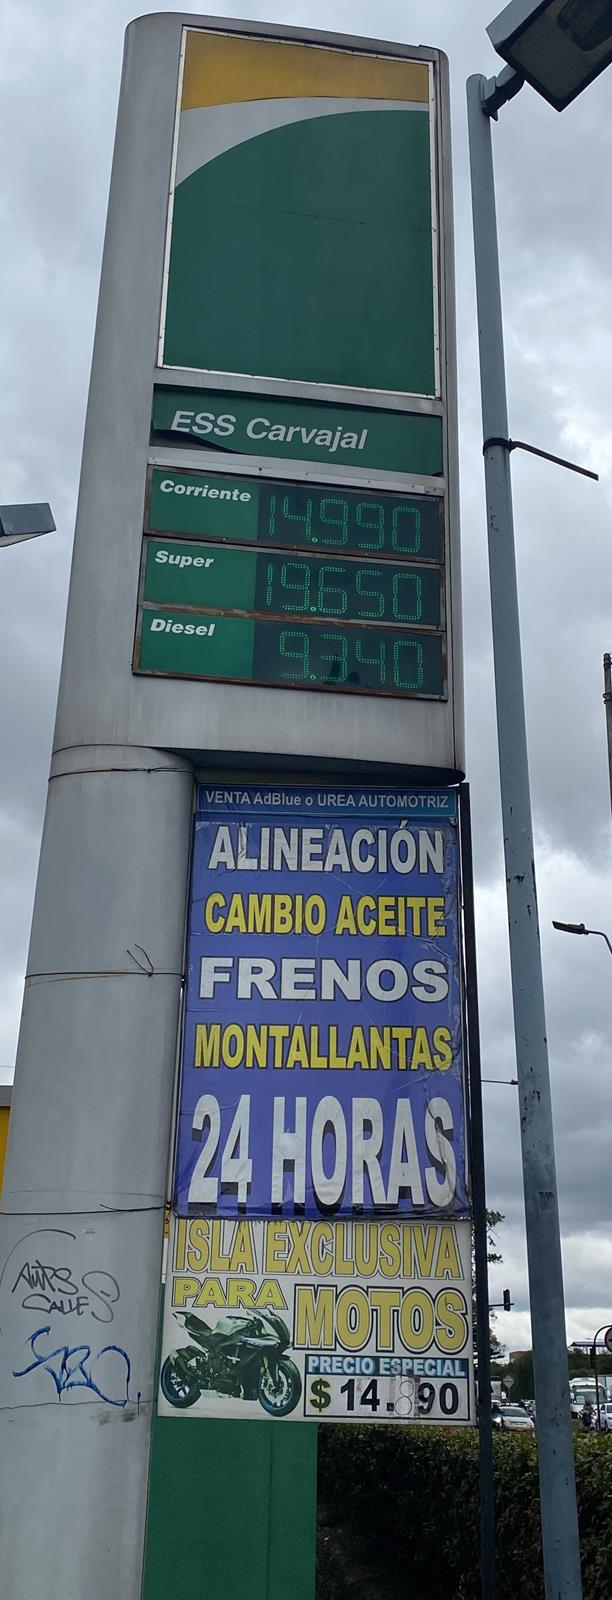 ESS Carvajal
Corriente 14.990
Super 19.650
Diesel 9.340
VENTA AdBlue o UREA AUTOMOTRIZ
ALINEACIÓN
CAMBIO ACEITE
FRENOS
MONTALLANTAS
24 HORAS
ISLA EXCLUSIVA
PARA MOTOS
PRECIO ESPECIAL
$ 14.890